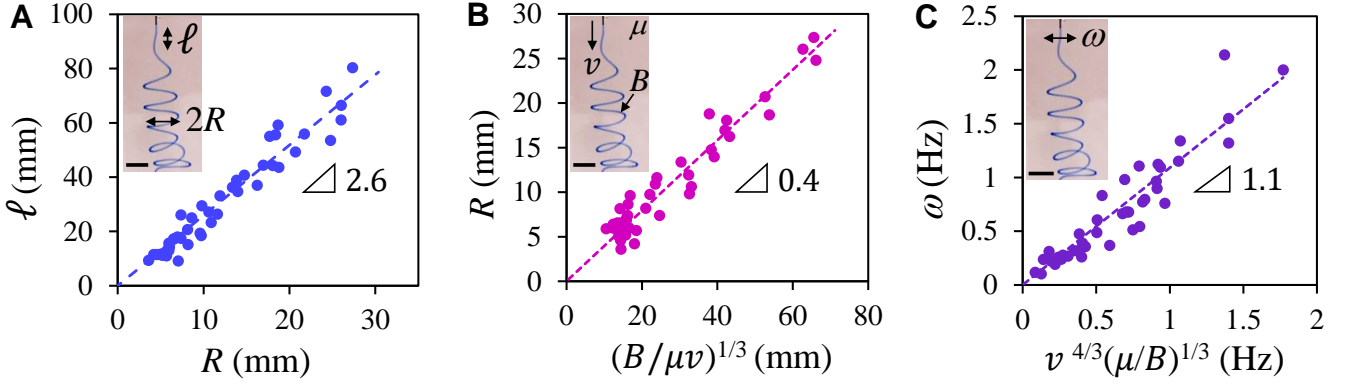 A
100
80
60
40
20
0
ℓ (mm)
0 10 20 30
R (mm)
ℓ
2R
2.6
B
30
25
20
15
10
5
0
R (mm)
0 20 40 60 80
(B/μv)^{1/3} (mm)
μ
v
B
0.4
C
2.5
2
1.5
1
0.5
0
ω (Hz)
0 0.5 1 1.5 2
v^{4/3}(μ/B)^{1/3} (Hz)
ω
1.1